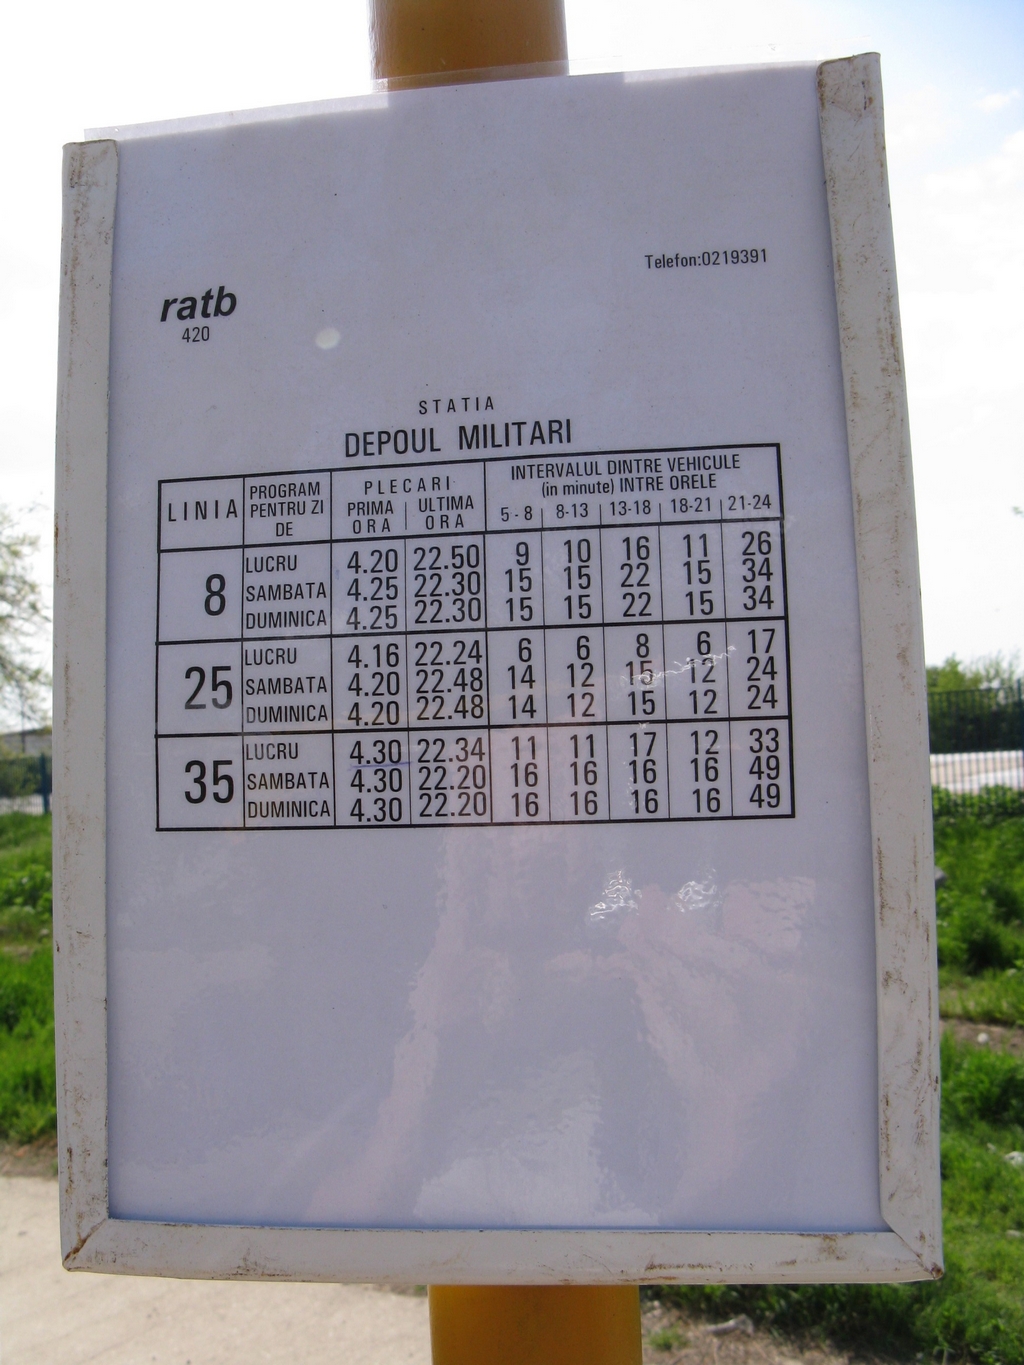 Telefon:0219391
ratb
420
STATIA
DEPOUL MILITARI
LINIA PROGRAM PENTRU ZI DE PLECARI PRIMA ORA ULTIMA ORA INTERVALUL DINTRE VEHICULE (in minute) INTRE ORELE 5-8 8-13 13-18 18-21 21-24
8 LUCRU 4.20 22.50 9 10 16 11 26
SAMBATA 4.25 22.30 15 15 22 15 34
DUMINICA 4.25 22.30 15 15 22 15 34
25 LUCRU 4.16 22.24 6 6 8 6 17
SAMBATA 4.20 22.48 14 12 15 12 24
DUMINICA 4.20 22.48 14 12 15 12 24
35 LUCRU 4.30 22.34 11 11 17 12 33
SAMBATA 4.30 22.20 16 16 16 16 49
DUMINICA 4.30 22.20 16 16 16 16 49